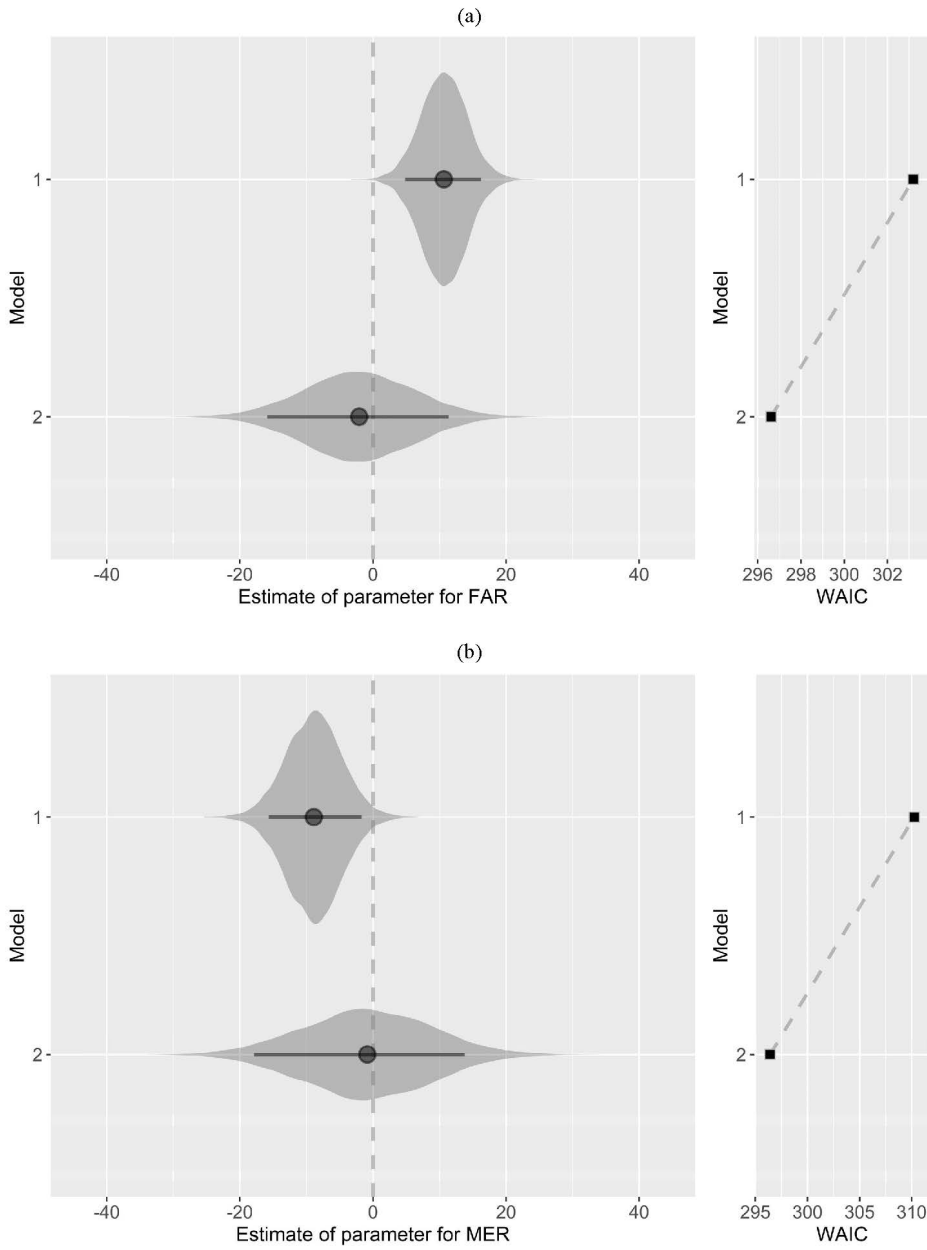 (a)
Model
1
2
-40 0 20 40
-20
Estimate of parameter for FAR
Model
1
2
296 298 300 302
WAIC
(b)
Model
1
2
-40 -20 0 20 40
Estimate of parameter for MER
Model
1
2
295 300 305 310
WAIC